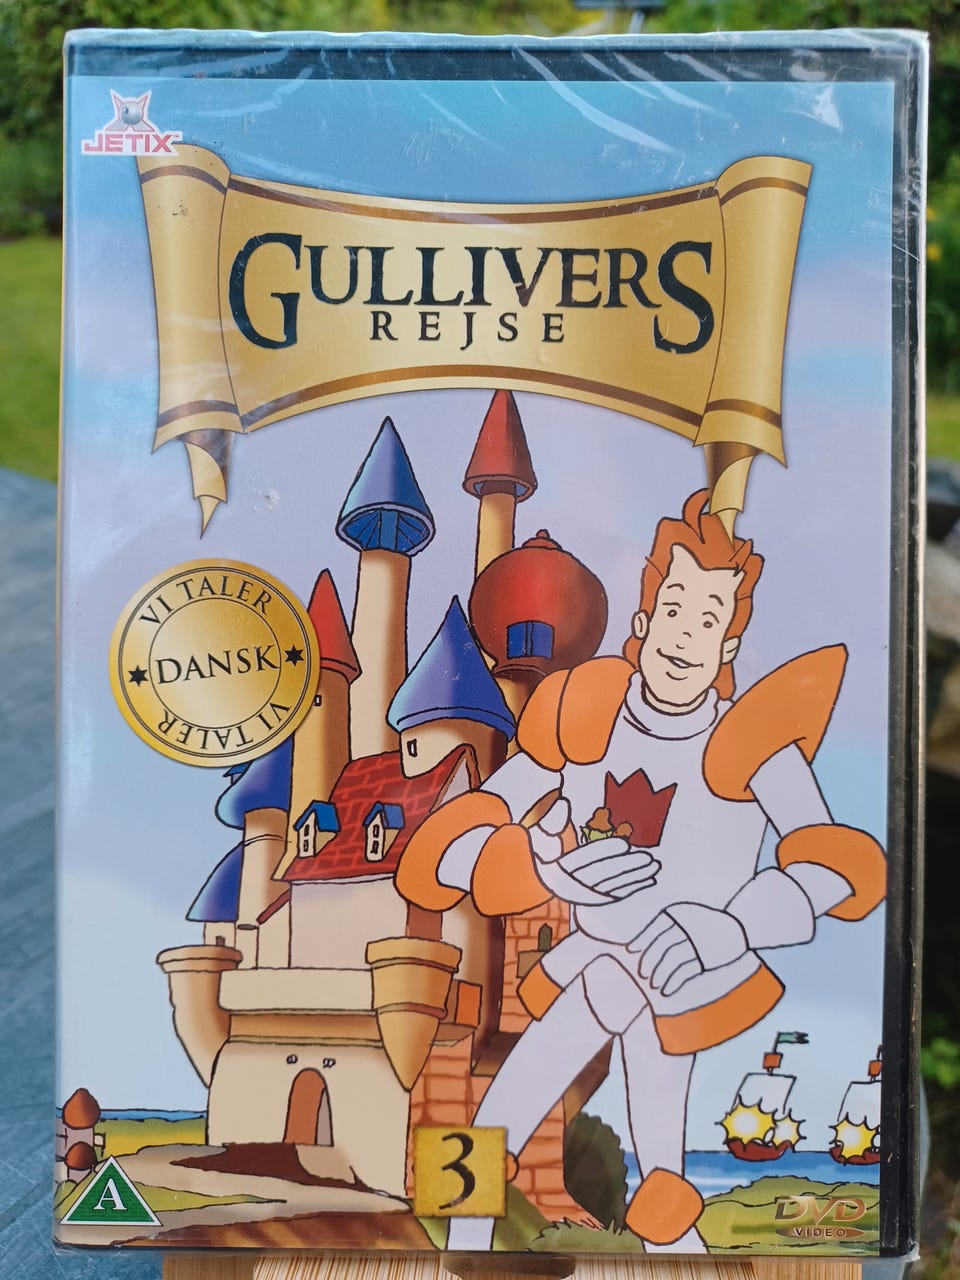 JETIX
GULLIVERS
REJSE
VI TALER
DANSK
VI TALER
3
A
DVD
VIDEO